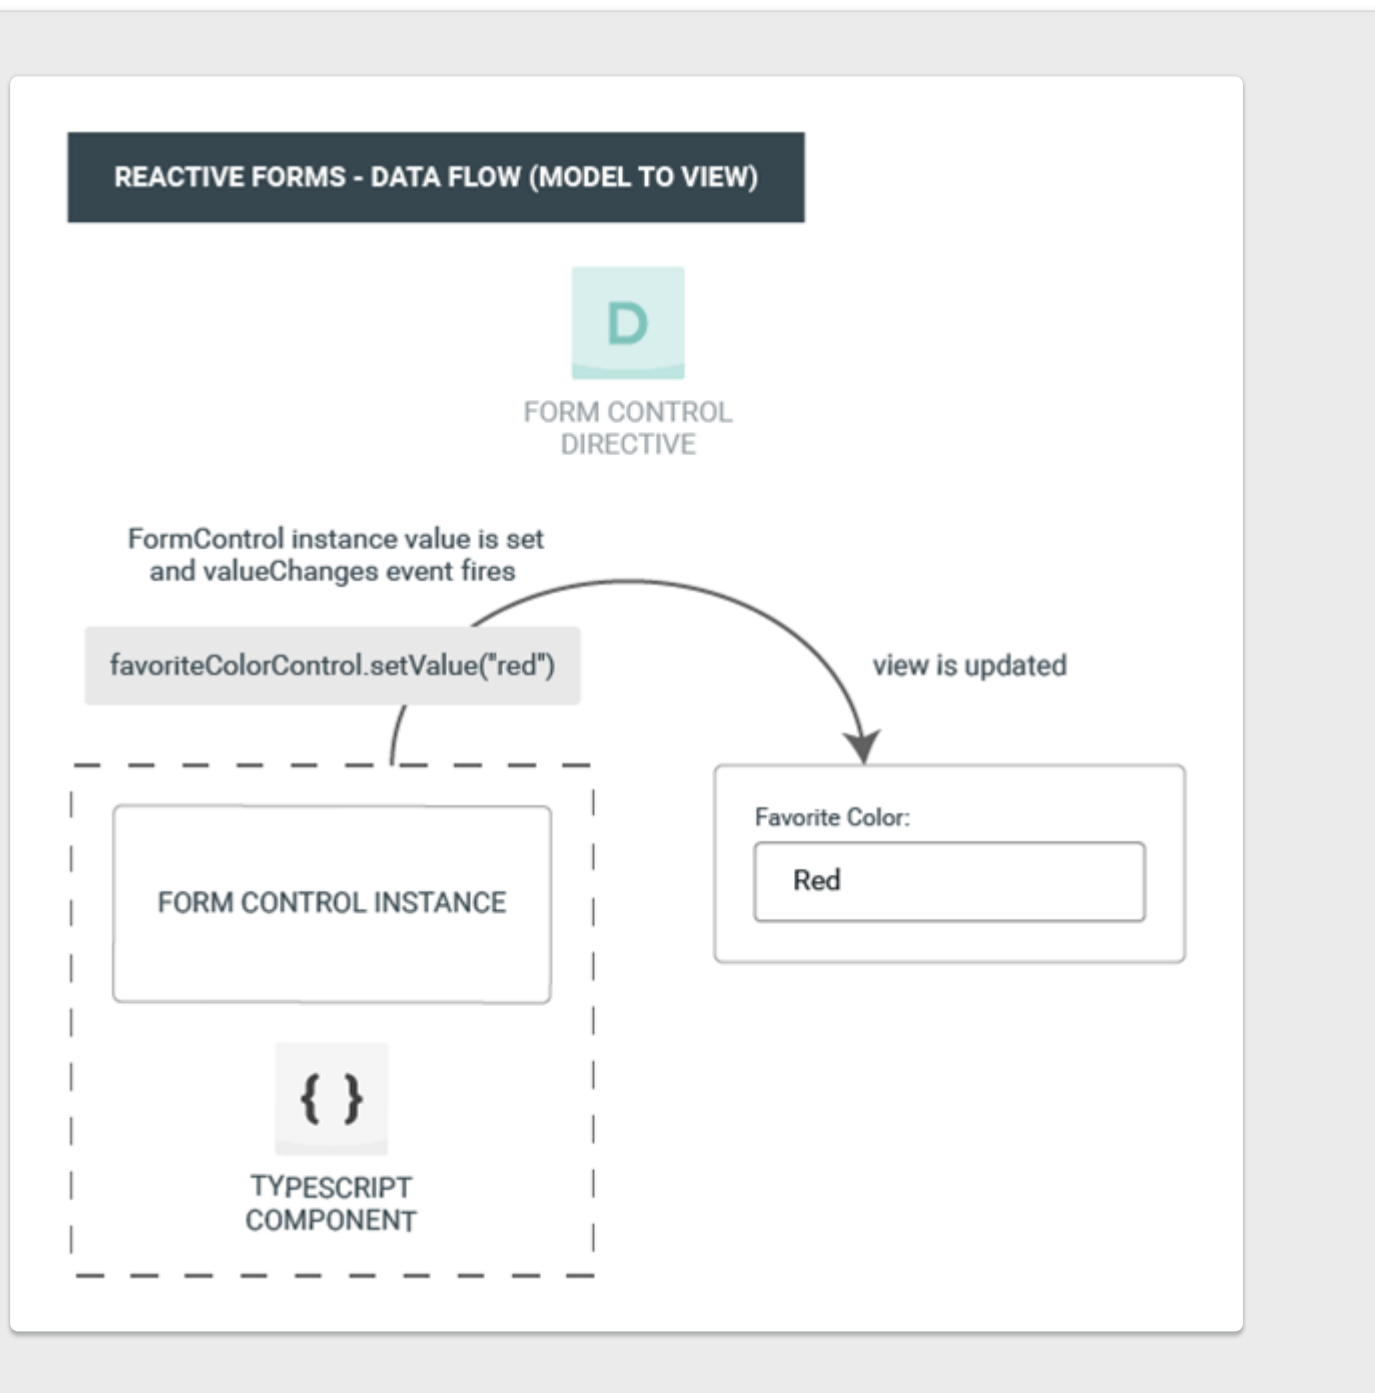 REACTIVE FORMS - DATA FLOW (MODEL TO VIEW)
D
FORM CONTROL
DIRECTIVE
FormControl instance value is set
and valueChanges event fires
favoriteColorControl.setValue("red")
view is updated
Favorite Color:
Red
FORM CONTROL INSTANCE
{ }
TYPESCRIPT
COMPONENT